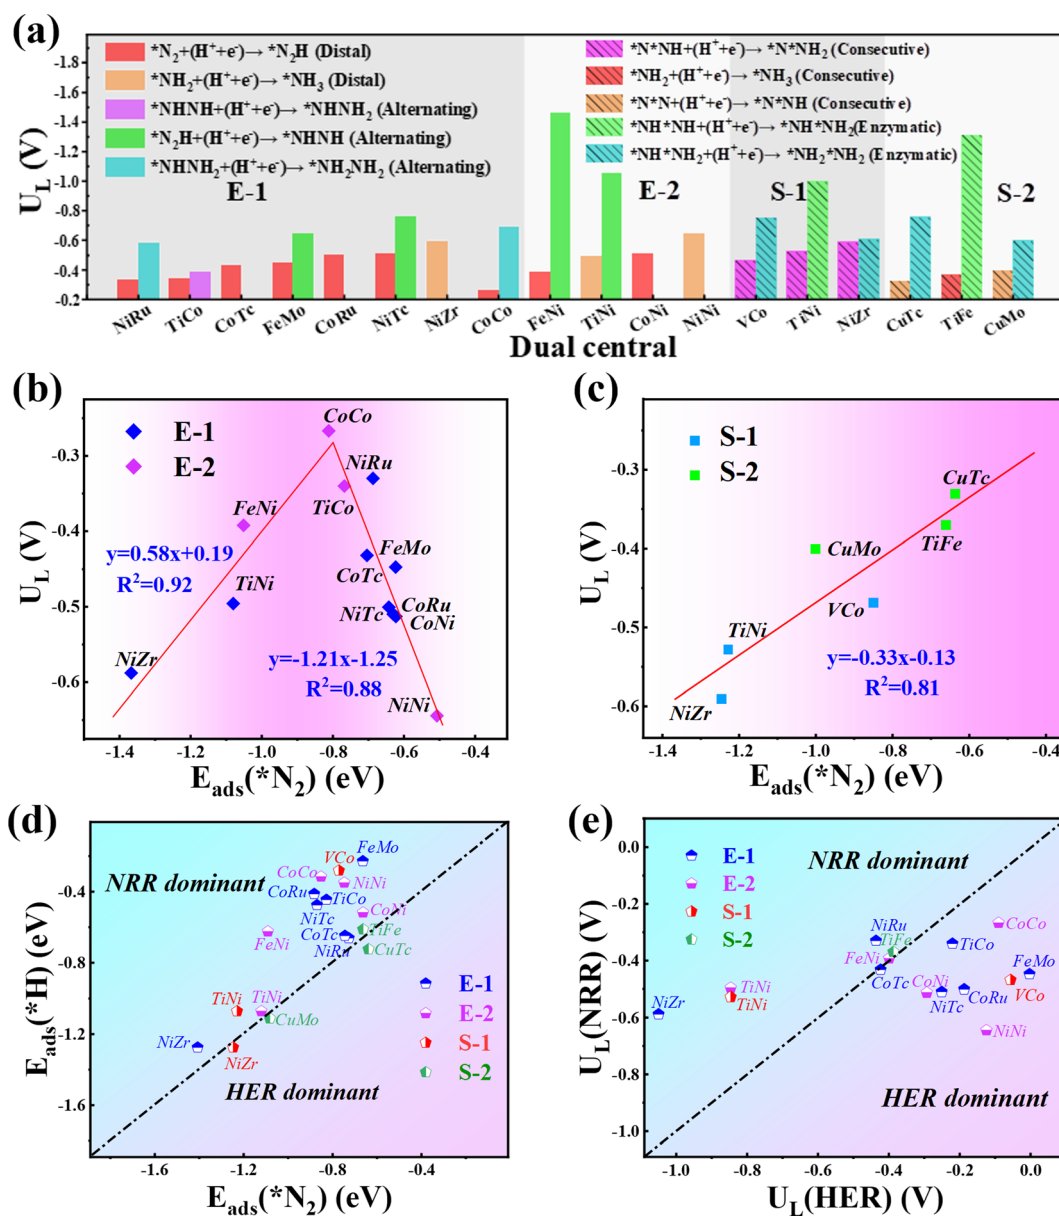 (a)
U_L (V)
-1.8
-1.6
-1.4
-1.2
-1.0
-0.8
-0.6
-0.4
-0.2
*N₂+(H⁺+e⁻)→ *N₂H (Distal)
*NH₂+(H⁺+e⁻)→ *NH₃ (Distal)
*NHNH+(H⁺+e⁻)→ *NHNH₂ (Alternating)
*N₂H+(H⁺+e⁻)→ *NHNH (Alternating)
*NHNH₂+(H⁺+e⁻)→ *NH₂NH₂ (Alternating)
*N*NH+(H⁺+e⁻)→ *N*NH₂ (Consecutive)
*NH₂+(H⁺+e⁻)→ *NH₃ (Consecutive)
*N*N+(H⁺+e⁻)→ *N*NH (Consecutive)
*NH*NH+(H⁺+e⁻)→ *NH*NH₂(Enzymatic)
*NH*NH₂+(H⁺+e⁻)→ *NH₂*NH₂ (Enzymatic)
E-1 E-2 S-1 S-2
NiRu TiCo CoTc FeMo CoRu NiTc NiZr CoCo FeNi TiNi CoNi NiNi VCo TiNi NiZr CuTc TiFe CuMo
Dual central
(b)
U_L (V)
-0.3
-0.4
-0.5
-0.6
E-1
E-2
CoCo
NiRu
TiCo
FeNi
FeMo
CoTc
TiNi
CoRu
NiTc
CoNi
NiZr
NiNi
y=0.58x+0.19
R²=0.92
y=-1.21x-1.25
R²=0.88
-1.4 -1.2 -1.0 -0.8 -0.6 -0.4
E_ads(*N₂) (eV)
(c)
U_L (V)
-0.3
-0.4
-0.5
-0.6
S-1
S-2
CuTc
TiFe
CuMo
VCo
TiNi
NiZr
y=-0.33x-0.13
R²=0.81
-1.4 -1.2 -1.0 -0.8 -0.6 -0.4
E_ads(*N₂) (eV)
(d)
E_ads(*H) (eV)
-0.4
-0.8
-1.2
-1.6
NRR dominant
HER dominant
FeMo
VCo
CoCo
NiNi
CoRu
TiCo
NiTc
CoNi
FeNi
CoTc
TiFe
NiRu
CuTc
TiNi
TiNi
CuMo
NiZr
NiZr
E-1
E-2
S-1
S-2
-1.6 -1.2 -0.8 -0.4
E_ads(*N₂) (eV)
(e)
U_L(NRR) (V)
0.0
-0.2
-0.4
-0.6
-0.8
-1.0
E-1
E-2
S-1
S-2
NRR dominant
HER dominant
CoCo
NiRu
TiFe
TiCo
FeNi
CoTc
FeMo
CoNi
VCo
TiNi
TiNi
NiTc
CoRu
NiZr
NiNi
-1.0 -0.8 -0.6 -0.4 -0.2 0.0
U_L(HER) (V)